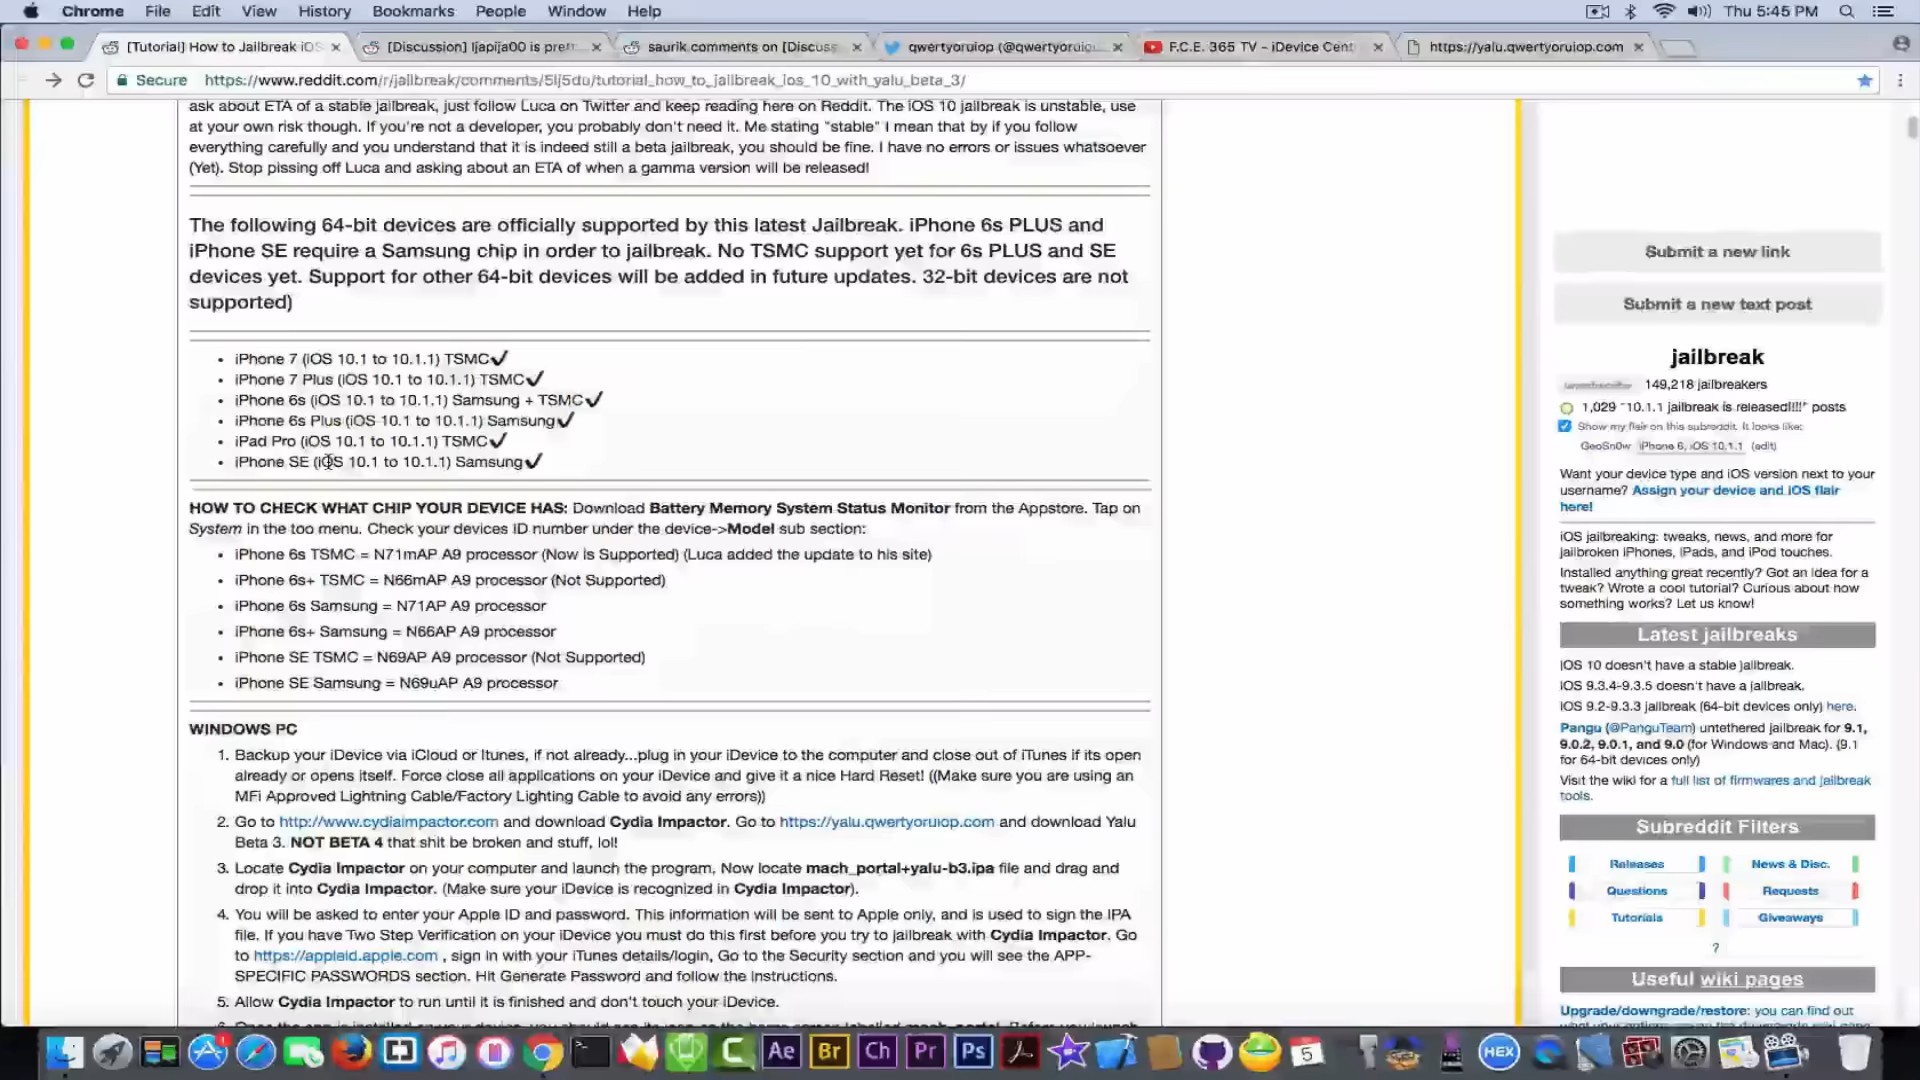 Chrome File Edit View History Bookmarks People Window Help Thu 5:45 PM
[Tutorial] How to Jailbreak iOS
[Discussion] ijapija00 is pret
saurik comments on [Discuss
qwertyoruiop (@qwertyoruio
F.C.E. 365 TV - iDevice Cent
https://yalu.qwertyoruiop.com
Secure https://www.reddit.com/r/jailbreak/comments/5lj5du/tutorial_how_to_jailbreak_ios_10_with_yalu_beta_3/
ask about ETA of a stable jailbreak, just follow Luca on Twitter and keep reading here on Reddit. The iOS 10 jailbreak is unstable, use
at your own risk though. If you're not a developer, you probably don't need it. Me stating "stable" I mean that by if you follow
everything carefully and you understand that it is indeed still a beta jailbreak, you should be fine. I have no errors or issues whatsoever
(Yet). Stop pissing off Luca and asking about an ETA of when a gamma version will be released!
The following 64-bit devices are officially supported by this latest Jailbreak. iPhone 6s PLUS and
iPhone SE require a Samsung chip in order to jailbreak. No TSMC support yet for 6s PLUS and SE
devices yet. Support for other 64-bit devices will be added in future updates. 32-bit devices are not
supported)
• iPhone 7 (iOS 10.1 to 10.1.1) TSMC✓
• iPhone 7 Plus (iOS 10.1 to 10.1.1) TSMC✓
• iPhone 6s (iOS 10.1 to 10.1.1) Samsung + TSMC✓
• iPhone 6s Plus (iOS 10.1 to 10.1.1) Samsung✓
• iPad Pro (iOS 10.1 to 10.1.1) TSMC✓
• iPhone SE (iOS 10.1 to 10.1.1) Samsung✓
HOW TO CHECK WHAT CHIP YOUR DEVICE HAS: Download Battery Memory System Status Monitor from the Appstore. Tap on
System in the too menu. Check your devices ID number under the device->Model sub section:
• iPhone 6s TSMC = N71mAP A9 processor (Now is Supported) (Luca added the update to his site)
• iPhone 6s+ TSMC = N66mAP A9 processor (Not Supported)
• iPhone 6s Samsung = N71AP A9 processor
• iPhone 6s+ Samsung = N66AP A9 processor
• iPhone SE TSMC = N69AP A9 processor (Not Supported)
• iPhone SE Samsung = N69uAP A9 processor
WINDOWS PC
1. Backup your iDevice via iCloud or Itunes, if not already...plug in your iDevice to the computer and close out of iTunes if its open
already or opens itself. Force close all applications on your iDevice and give it a nice Hard Reset! ((Make sure you are using an
MFi Approved Lightning Cable/Factory Lighting Cable to avoid any errors))
2. Go to http://www.cydiaimpactor.com and download Cydia Impactor. Go to https://yalu.qwertyoruiop.com and download Yalu
Beta 3. NOT BETA 4 that shit be broken and stuff, lol!
3. Locate Cydia Impactor on your computer and launch the program, Now locate mach_portal+yalu-b3.ipa file and drag and
drop it into Cydia Impactor. (Make sure your iDevice is recognized in Cydia Impactor).
4. You will be asked to enter your Apple ID and password. This information will be sent to Apple only, and is used to sign the IPA
file. If you have Two Step Verification on your iDevice you must do this first before you try to jailbreak with Cydia Impactor. Go
to https://appleid.apple.com , sign in with your iTunes details/login, Go to the Security section and you will see the APP-
SPECIFIC PASSWORDS section. Hit Generate Password and follow the instructions.
5. Allow Cydia Impactor to run until it is finished and don't touch your iDevice.
Submit a new link
Submit a new text post
jailbreak
149,218 jailbreakers
1,029 "10.1.1 jailbreak is released!!!!" posts
Show my flair on this subreddit. It looks like:
GeoSn0w iPhone 6, iOS 10.1.1 (edit)
Want your device type and iOS version next to your
username? Assign your device and iOS flair
here!
iOS jailbreaking: tweaks, news, and more for
jailbroken iPhones, iPads, and iPod touches.
Installed anything great recently? Got an idea for a
tweak? Wrote a cool tutorial? Curious about how
something works? Let us know!
Latest jailbreaks
iOS 10 doesn't have a stable jailbreak.
iOS 9.3.4-9.3.5 doesn't have a jailbreak.
iOS 9.2-9.3.3 jailbreak (64-bit devices only) here.
Pangu (@PanguTeam) untethered jailbreak for 9.1,
9.0.2, 9.0.1, and 9.0 (for Windows and Mac). (9.1
for 64-bit devices only)
Visit the wiki for a full list of firmwares and jailbreak
tools.
Subreddit Filters
Releases News & Disc.
Questions Requests
Tutorials Giveaways
?
Useful wiki pages
Upgrade/downgrade/restore: you can find out
Ae Br Ch Pr Ps 5 HEX